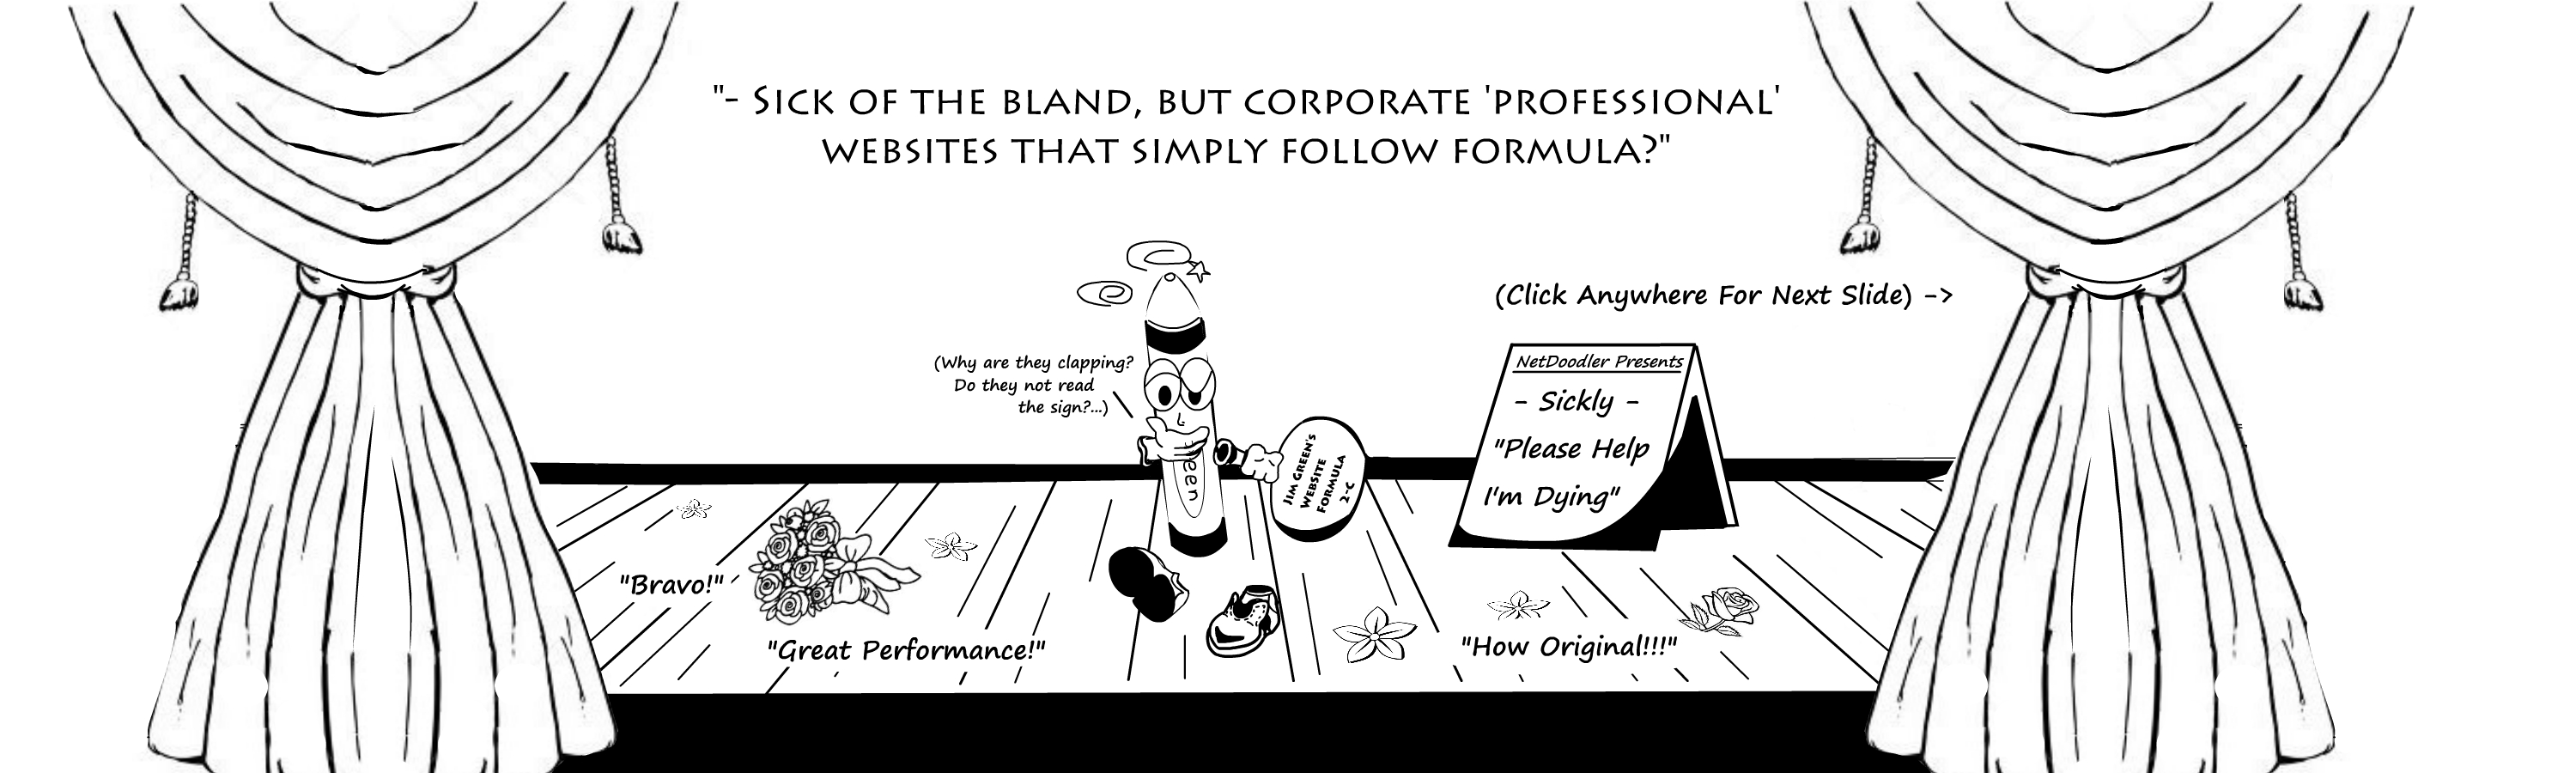 "- SICK OF THE BLAND, BUT CORPORATE 'PROFESSIONAL'
WEBSITES THAT SIMPLY FOLLOW FORMULA?"
(Click Anywhere For Next Slide) ->
(Why are they clapping?
Do they not read
the sign?...)
een
JIM GREEN'S
WEBSITE
FORMULA
2-C
NetDoodler Presents
- Sickly -
"Please Help
I'm Dying"
"Bravo!"
"Great Performance!"
"How Original!!!"